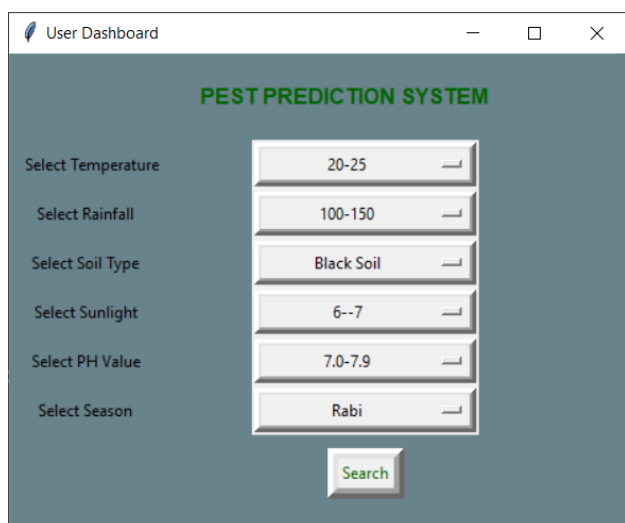 User Dashboard
PEST PREDICTION SYSTEM
Select Temperature 20-25
Select Rainfall 100-150
Select Soil Type Black Soil
Select Sunlight 6--7
Select PH Value 7.0-7.9
Select Season Rabi
Search